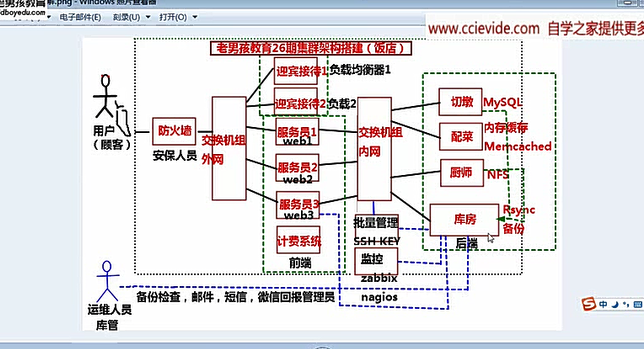 老男孩教育
dboyedu.com
解.png - Windows 照片查看器
电子邮件(E) 刻录(U) 打开(O)
www.ccievide.com 自学之家提供更多
老男孩教育26期集群架构搭建（饭店）
迎宾接待1 负载均衡器1
迎宾接待2 负载2
用户
（顾客）
防火墙
安保人员
交换机组
外网
服务员1
web1
服务员2
web2
服务员3
web3
计费系统
前端
交换机组
内网
切墩 MySQL
配菜 内存缓存
Memcached
厨师 NFS
库房 Rsync
备份
后端
批量管理
SSH KEY
监控
zabbix
nagios
运维人员
库管
备份检查，邮件，短信，微信回报管理员
中